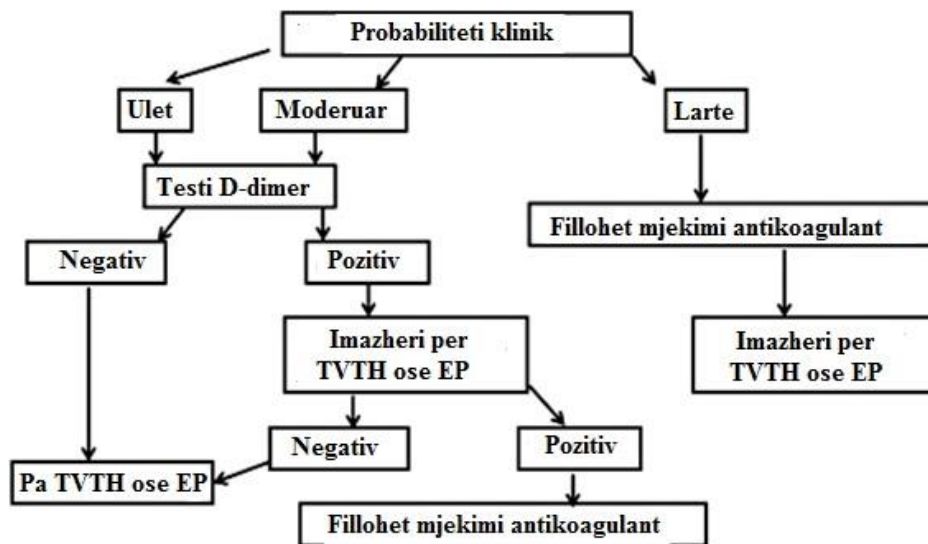 Probabiliteti klinik
Ulet
Moderuar
Larte
Testi D-dimer
Fillohet mjekimi antikoagulant
Negativ
Pozitiv
Imazheri per
TVTH ose EP
Imazheri per
TVTH ose EP
Negativ
Pozitiv
Pa TVTH ose EP
Fillohet mjekimi antikoagulant